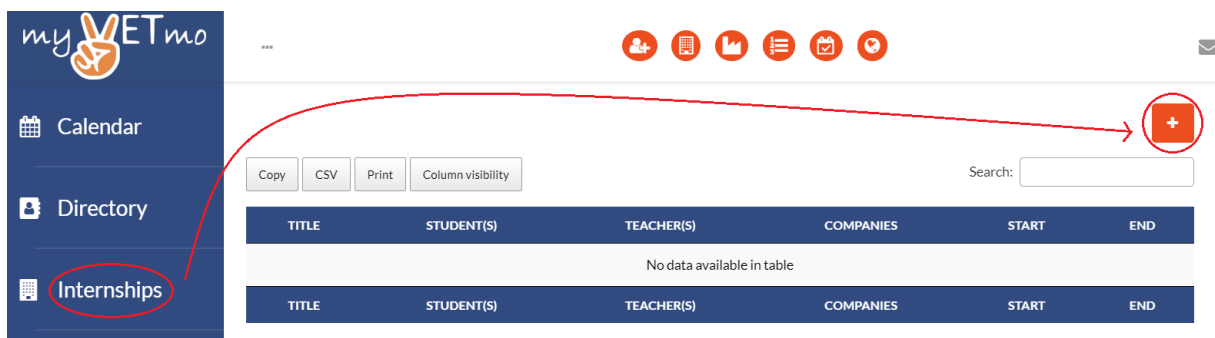 myVETmo
...
Calendar
+
Copy CSV Print Column visibility
Search:
Directory
TITLE STUDENT(S) TEACHER(S) COMPANIES START END
No data available in table
Internships
TITLE STUDENT(S) TEACHER(S) COMPANIES START END